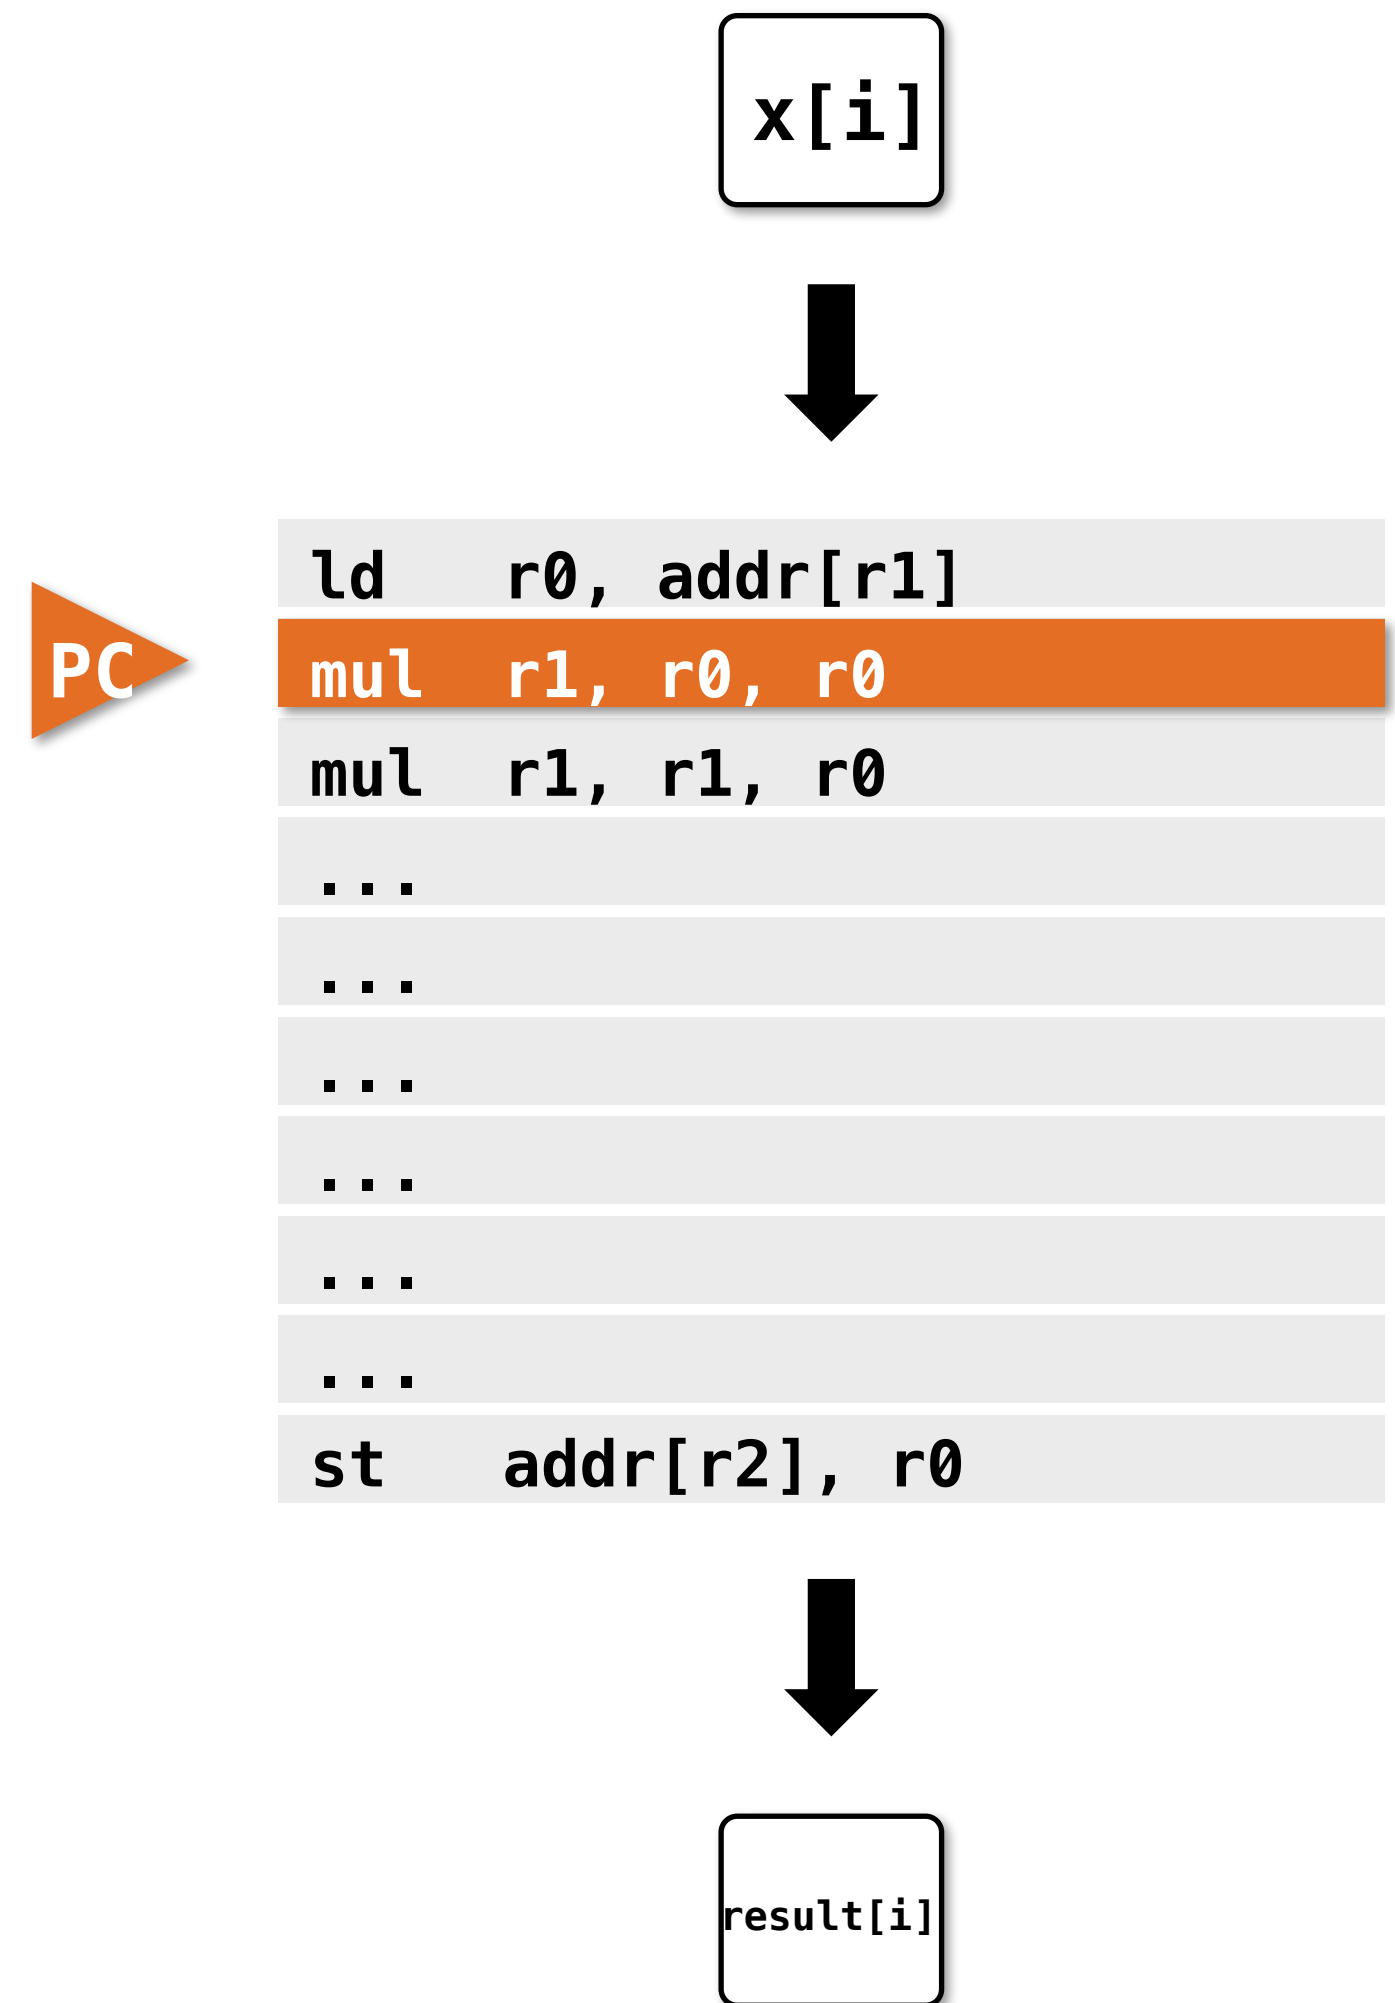 x[i]
ld r0, addr[r1]
PC
mul r1, r0, r0
mul r1, r1, r0
...
...
...
...
...
...
st addr[r2], r0
result[i]